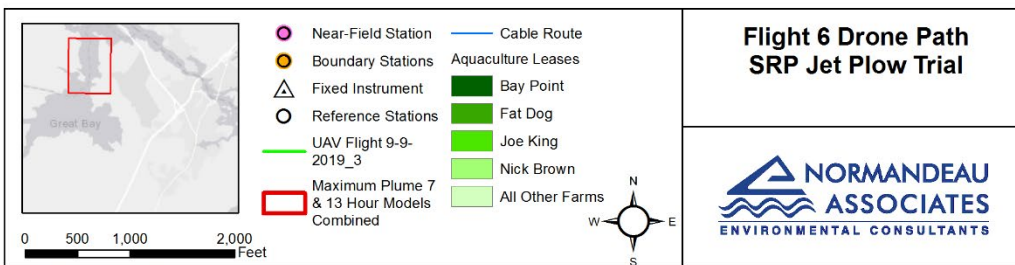 Great Bay
0 500 1,000 2,000
Feet
Near-Field Station
Boundary Stations
Fixed Instrument
Reference Stations
UAV Flight 9-9-
2019_3
Maximum Plume 7
& 13 Hour Models
Combined
Cable Route
Aquaculture Leases
Bay Point
Fat Dog
Joe King
Nick Brown
All Other Farms
N
W E
S
Flight 6 Drone Path
SRP Jet Plow Trial
NORMANDEAU
ASSOCIATES
ENVIRONMENTAL CONSULTANTS